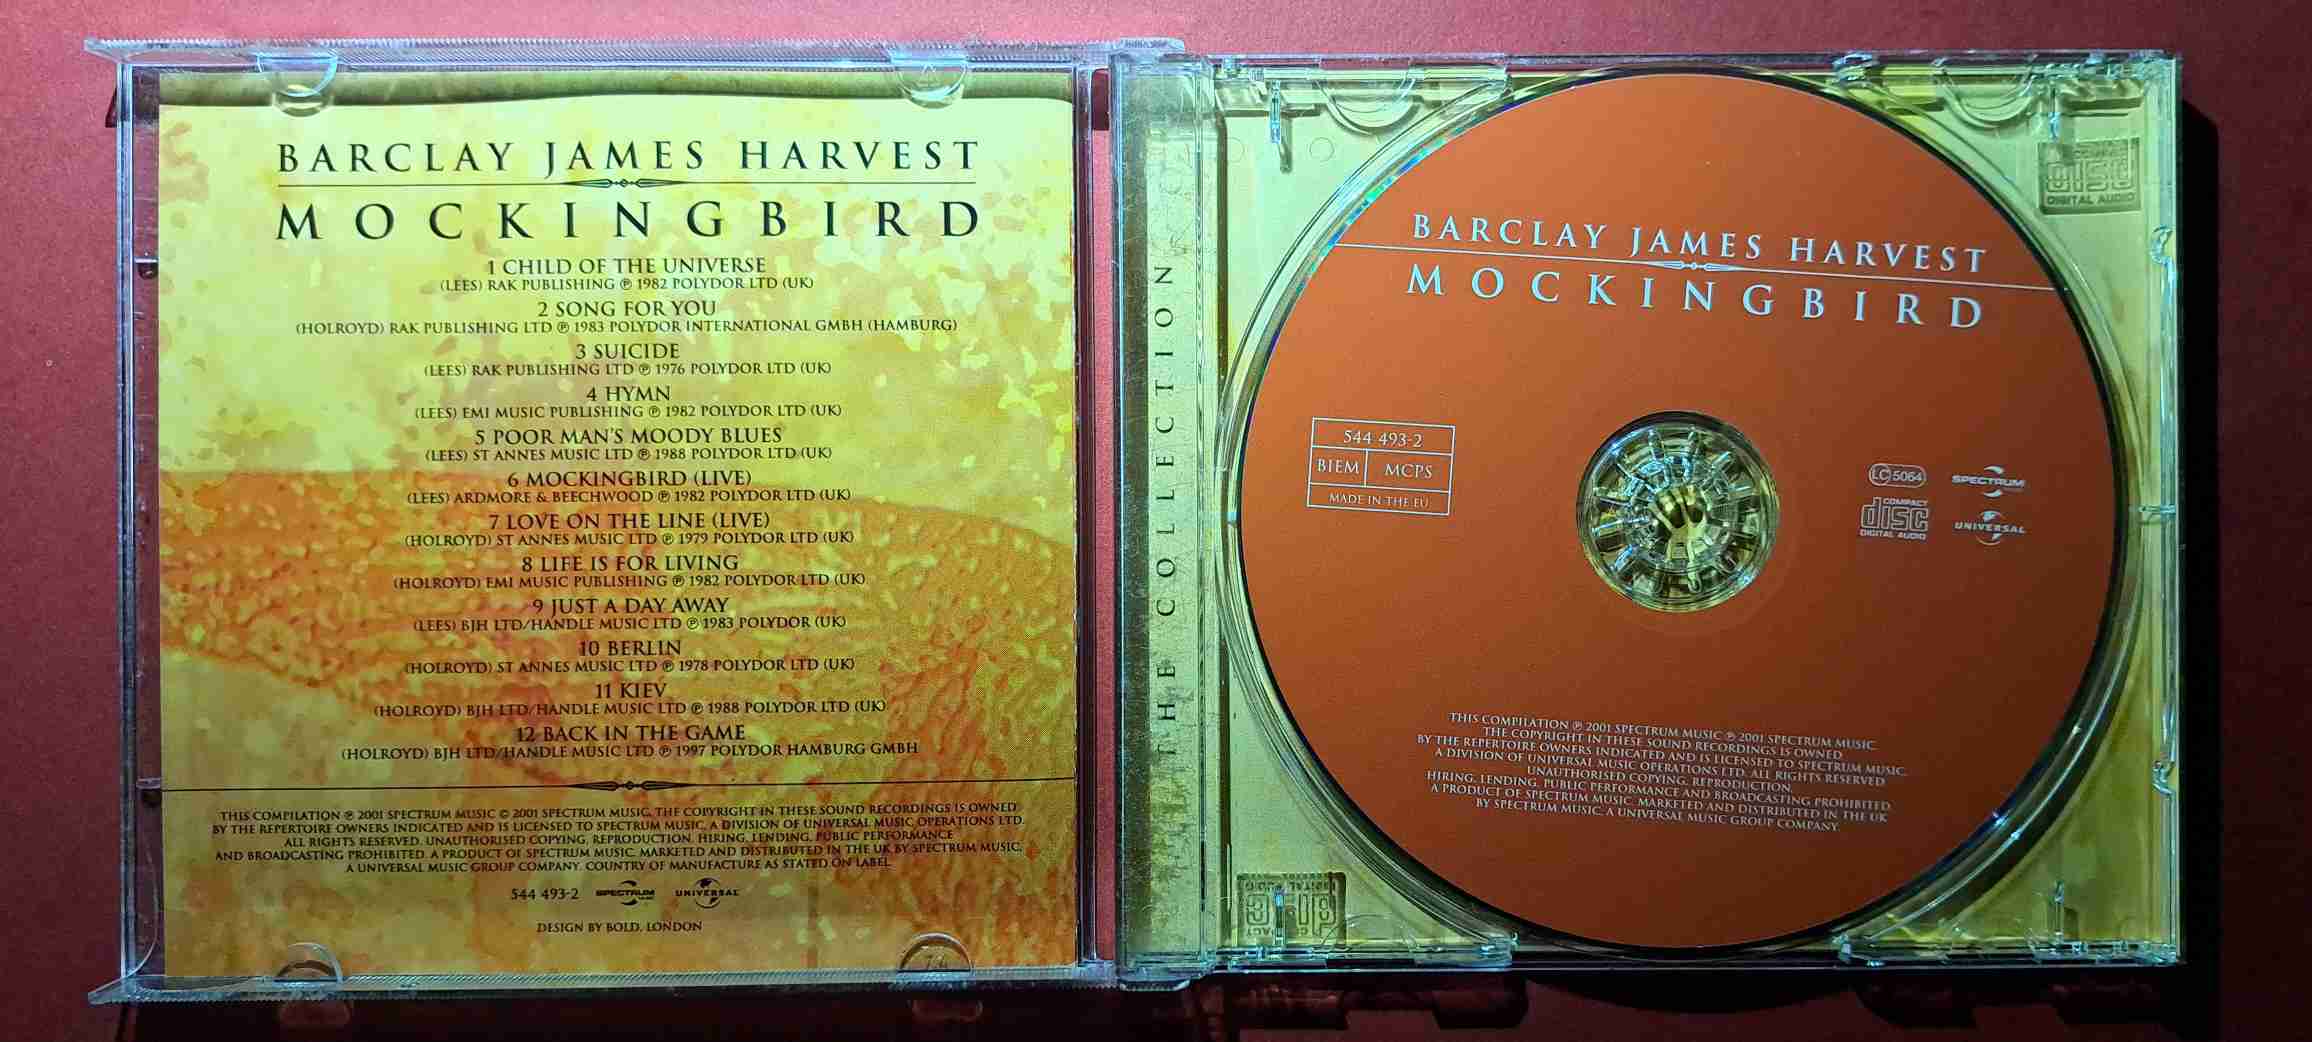 BARCLAY JAMES HARVEST
MOCKINGBIRD
1 CHILD OF THE UNIVERSE
(LEES) RAK PUBLISHING ℗ 1982 POLYDOR LTD (UK)
2 SONG FOR YOU
(HOLROYD) RAK PUBLISHING LTD ℗ 1983 POLYDOR INTERNATIONAL GMBH (HAMBURG)
3 SUICIDE
(LEES) RAK PUBLISHING LTD ℗ 1976 POLYDOR LTD (UK)
4 HYMN
(LEES) EMI MUSIC PUBLISHING ℗ 1982 POLYDOR LTD (UK)
5 POOR MAN'S MOODY BLUES
(LEES) ST ANNES MUSIC LTD ℗ 1988 POLYDOR LTD (UK)
6 MOCKINGBIRD (LIVE)
(LEES) ARDMORE & BEECHWOOD ℗ 1982 POLYDOR LTD (UK)
7 LOVE ON THE LINE (LIVE)
(HOLROYD) ST ANNES MUSIC LTD ℗ 1979 POLYDOR LTD (UK)
8 LIFE IS FOR LIVING
(HOLROYD) EMI MUSIC PUBLISHING ℗ 1982 POLYDOR LTD (UK)
9 JUST A DAY AWAY
(LEES) BJH LTD/HANDLE MUSIC LTD ℗ 1983 POLYDOR (UK)
10 BERLIN
(HOLROYD) ST ANNES MUSIC LTD ℗ 1978 POLYDOR LTD (UK)
11 KIEV
(HOLROYD) BJH LTD/HANDLE MUSIC LTD ℗ 1988 POLYDOR LTD (UK)
12 BACK IN THE GAME
(HOLROYD) BJH LTD/HANDLE MUSIC LTD ℗ 1997 POLYDOR HAMBURG GMBH
THIS COMPILATION ℗ 2001 SPECTRUM MUSIC © 2001 SPECTRUM MUSIC. THE COPYRIGHT IN THESE SOUND RECORDINGS IS OWNED
BY THE REPERTOIRE OWNERS INDICATED AND IS LICENSED TO SPECTRUM MUSIC, A DIVISION OF UNIVERSAL MUSIC OPERATIONS LTD.
ALL RIGHTS RESERVED. UNAUTHORISED COPYING, REPRODUCTION, HIRING, LENDING, PUBLIC PERFORMANCE
AND BROADCASTING PROHIBITED. A PRODUCT OF SPECTRUM MUSIC. MARKETED AND DISTRIBUTED IN THE UK BY SPECTRUM MUSIC,
A UNIVERSAL MUSIC GROUP COMPANY. COUNTRY OF MANUFACTURE AS STATED ON LABEL.
544 493-2 SPECTRUM MUSIC UNIVERSAL
DESIGN BY BOLD, LONDON
THE COLLECTION
BARCLAY JAMES HARVEST
MOCKINGBIRD
544 493-2
BIEM MCPS
MADE IN THE EU
LC 5064 SPECTRUM
COMPACT disc DIGITAL AUDIO UNIVERSAL
THIS COMPILATION ℗ 2001 SPECTRUM MUSIC ℗ 2001 SPECTRUM MUSIC.
THE COPYRIGHT IN THESE SOUND RECORDINGS IS OWNED
BY THE REPERTOIRE OWNERS INDICATED AND IS LICENSED TO SPECTRUM MUSIC,
A DIVISION OF UNIVERSAL MUSIC OPERATIONS LTD. ALL RIGHTS RESERVED
UNAUTHORISED COPYING, REPRODUCTION,
HIRING, LENDING, PUBLIC PERFORMANCE AND BROADCASTING PROHIBITED.
A PRODUCT OF SPECTRUM MUSIC. MARKETED AND DISTRIBUTED IN THE UK
BY SPECTRUM MUSIC, A UNIVERSAL MUSIC GROUP COMPANY.
disc
DIGITAL AUDIO
COMPACT
disc
DIGITAL AUDIO